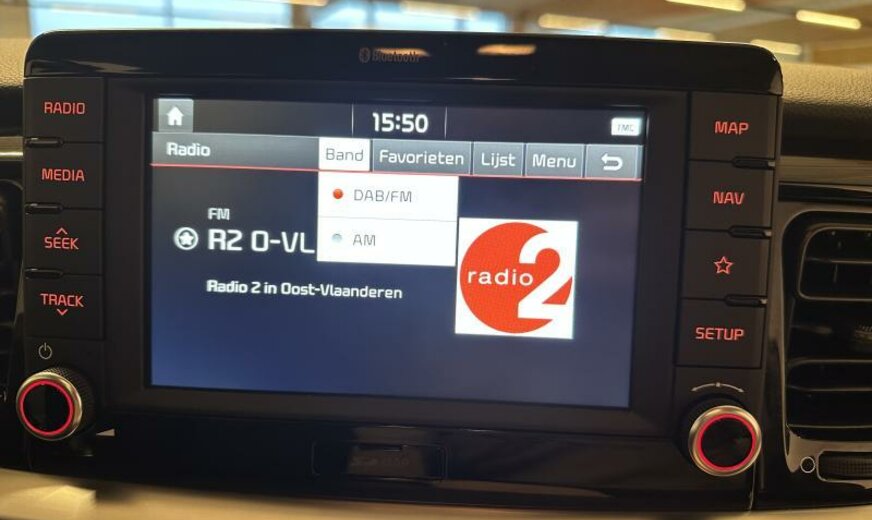 Bluetooth
RADIO
MEDIA
SEEK
TRACK
15:50
Radio
Band
Favorieten
Lijst
Menu
DAB/FM
AM
FM
R2 O-VL
Radio 2 in Oost-Vlaanderen
radio 2
MAP
NAV
SETUP